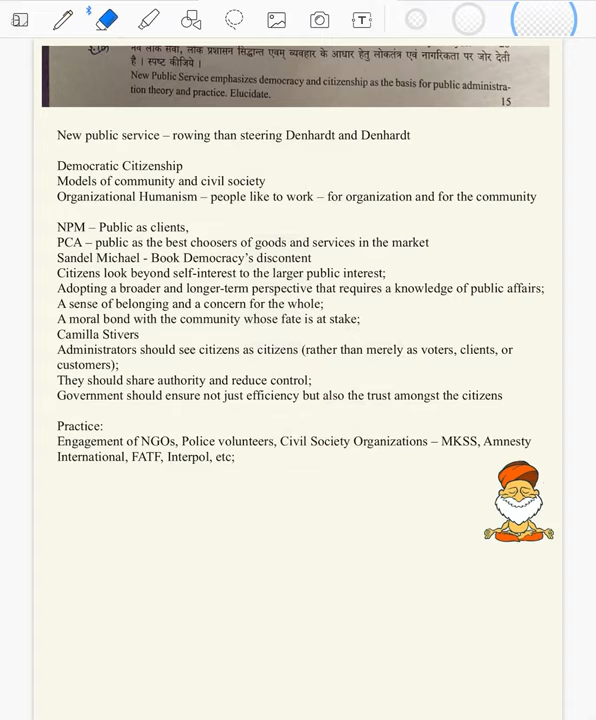 नव लोक सेवा, लोक प्रशासन सिद्धान्त एवम् व्यवहार के आधार हेतु लोकतंत्र एवं नागरिकता पर जोर देती
है । स्पष्ट कीजिये ।
New Public Service emphasizes democracy and citizenship as the basis for public administra-
tion theory and practice. Elucidate.
15
New public service – rowing than steering Denhardt and Denhardt
Democratic Citizenship
Models of community and civil society
Organizational Humanism – people like to work – for organization and for the community
NPM – Public as clients,
PCA – public as the best choosers of goods and services in the market
Sandel Michael - Book Democracy’s discontent
Citizens look beyond self-interest to the larger public interest;
Adopting a broader and longer-term perspective that requires a knowledge of public affairs;
A sense of belonging and a concern for the whole;
A moral bond with the community whose fate is at stake;
Camilla Stivers
Administrators should see citizens as citizens (rather than merely as voters, clients, or
customers);
They should share authority and reduce control;
Government should ensure not just efficiency but also the trust amongst the citizens
Practice:
Engagement of NGOs, Police volunteers, Civil Society Organizations – MKSS, Amnesty
International, FATF, Interpol, etc;